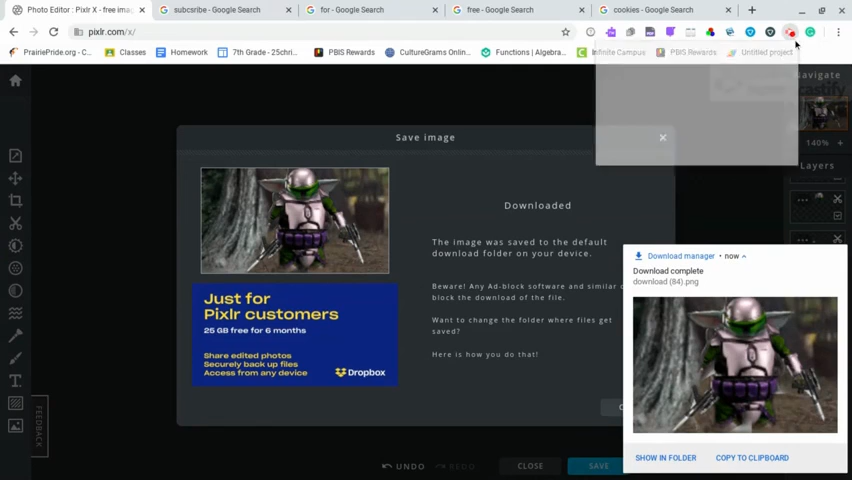 Photo Editor : Pixlr X - free imag
subcsribe - Google Search
for - Google Search
free - Google Search
cookies - Google Search
pixlr.com/x/
PrairiePride.org - C...
Classes
Homework
7th Grade -25chri...
PBIS Rewards
CultureGrams Onlin...
Functions | Algebra...
Infinite Campus
PBIS Rewards
Untitled project
Navigate
castify
Save image
140%
Layers
Downloaded
The image was saved to the default
download folder on your device.
Download manager • now
Download complete
download (84).png
Beware! Any Ad-block software and similar c
block the download of the file.
Just for
Pixlr customers
25 GB free for 6 months
Want to change the folder where files get
saved?
Here is how you do that!
Share edited photos
Securely back up files
Access from any device
Dropbox
FEEDBACK
SHOW IN FOLDER
COPY TO CLIPBOARD
UNDO
REDO
CLOSE
SAVE